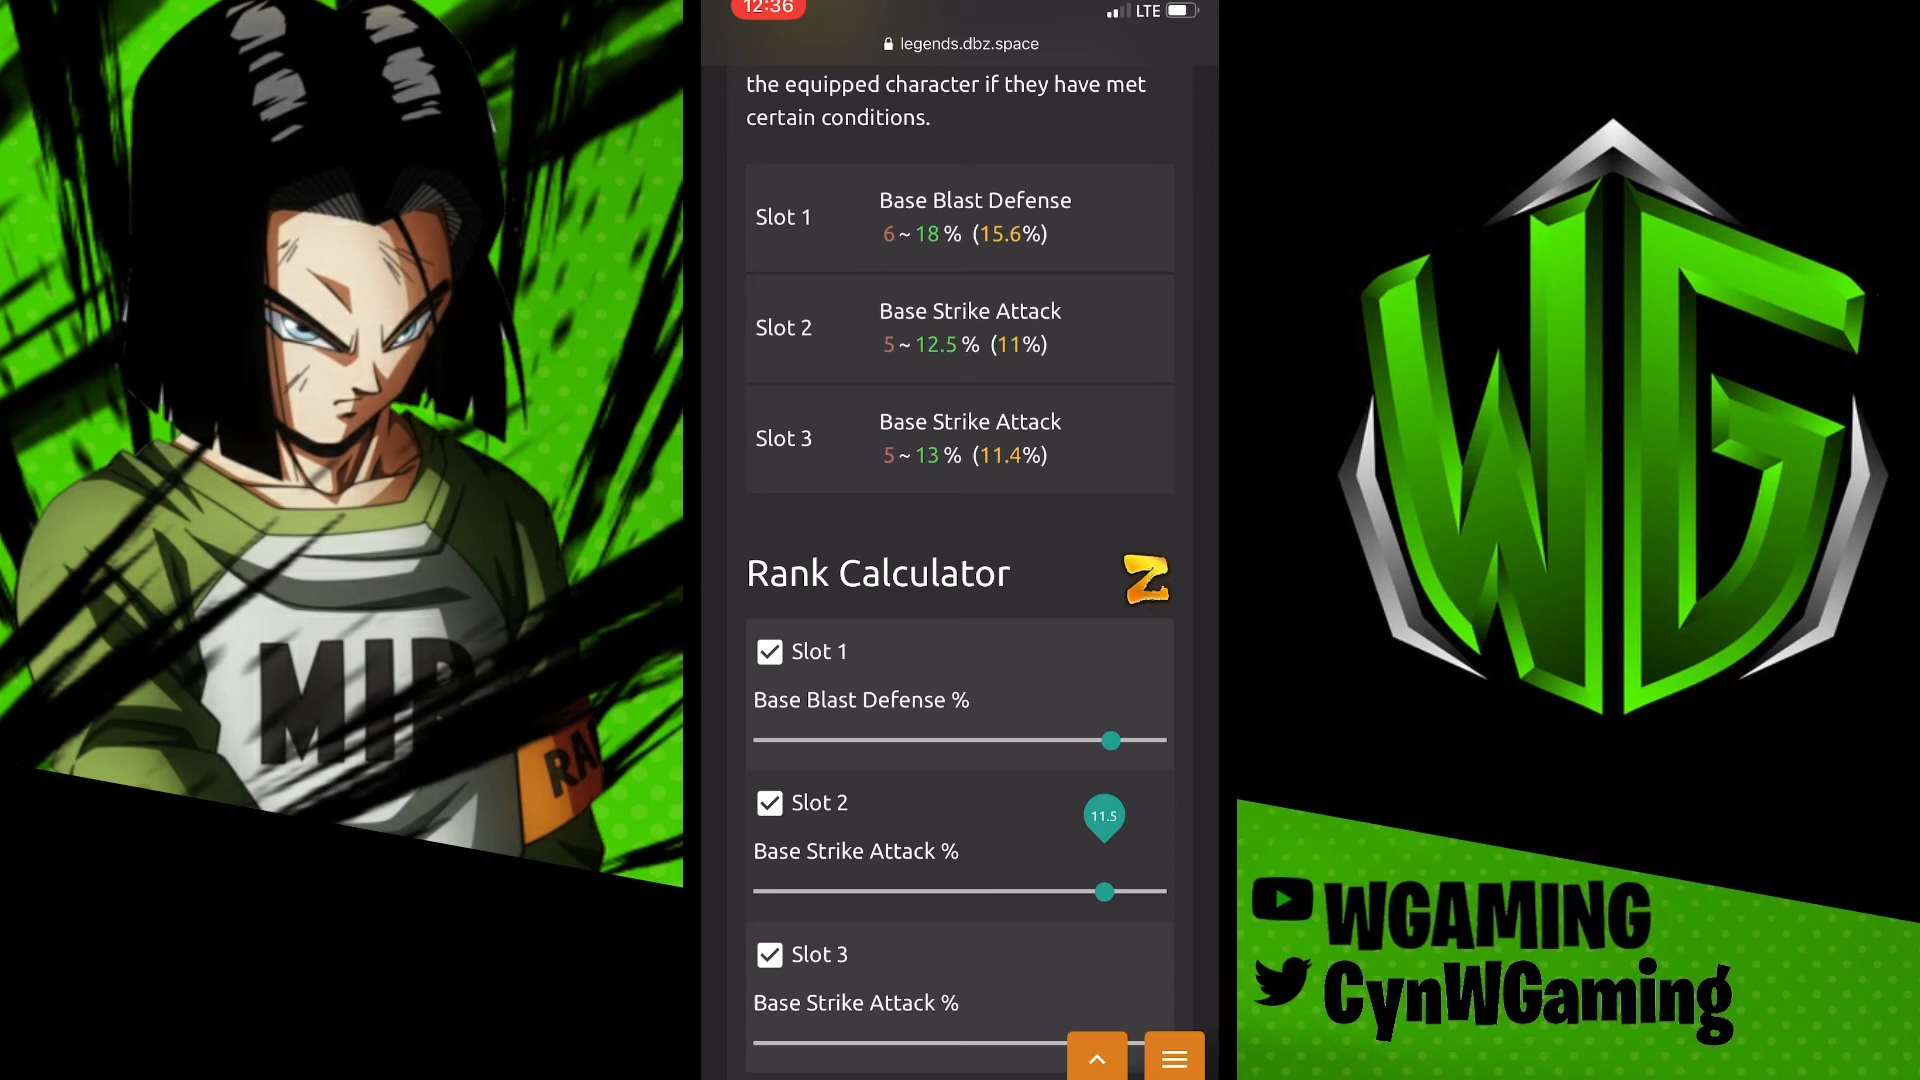 12:36
LTE
legends.dbz.space
the equipped character if they have met
certain conditions.
Slot 1
Base Blast Defense
6 ~ 18 % (15.6%)
Slot 2
Base Strike Attack
5 ~ 12.5 % (11%)
Slot 3
Base Strike Attack
5 ~ 13 % (11.4%)
Rank Calculator
Z
Slot 1
Base Blast Defense %
Slot 2
11.5
Base Strike Attack %
Slot 3
Base Strike Attack %
MIR
RA
WG
WGAMING
CynWGaming